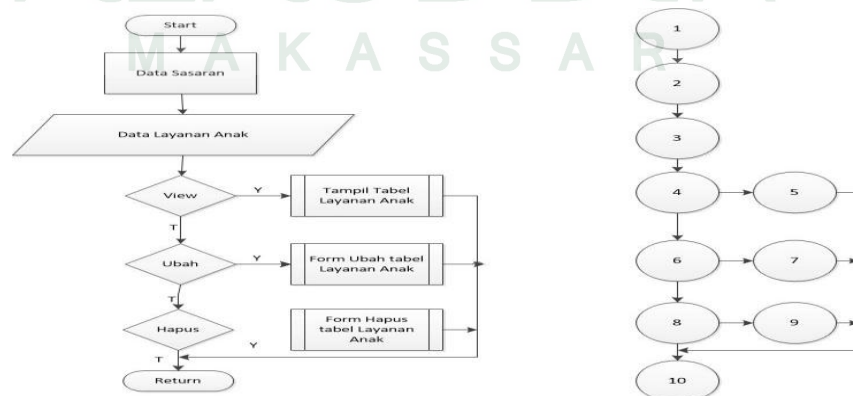 MAKASSAR
Start
Data Sasaran
Data Layanan Anak
View
Y
Tampil Tabel
Layanan Anak
T
Ubah
Y
Form Ubah tabel
Layanan Anak
T
Hapus
Y
Form Hapus
tabel Layanan
Anak
T
Return
1
2
3
4
5
6
7
8
9
10